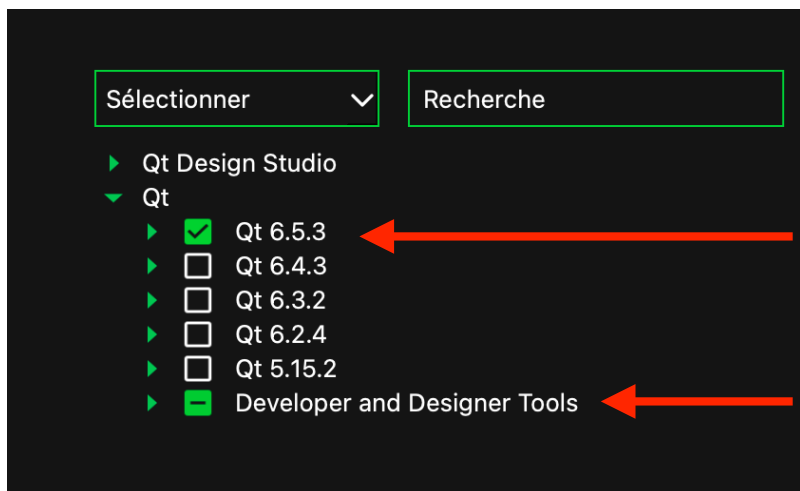 Sélectionner
Recherche
Qt Design Studio
Qt
Qt 6.5.3
Qt 6.4.3
Qt 6.3.2
Qt 6.2.4
Qt 5.15.2
Developer and Designer Tools